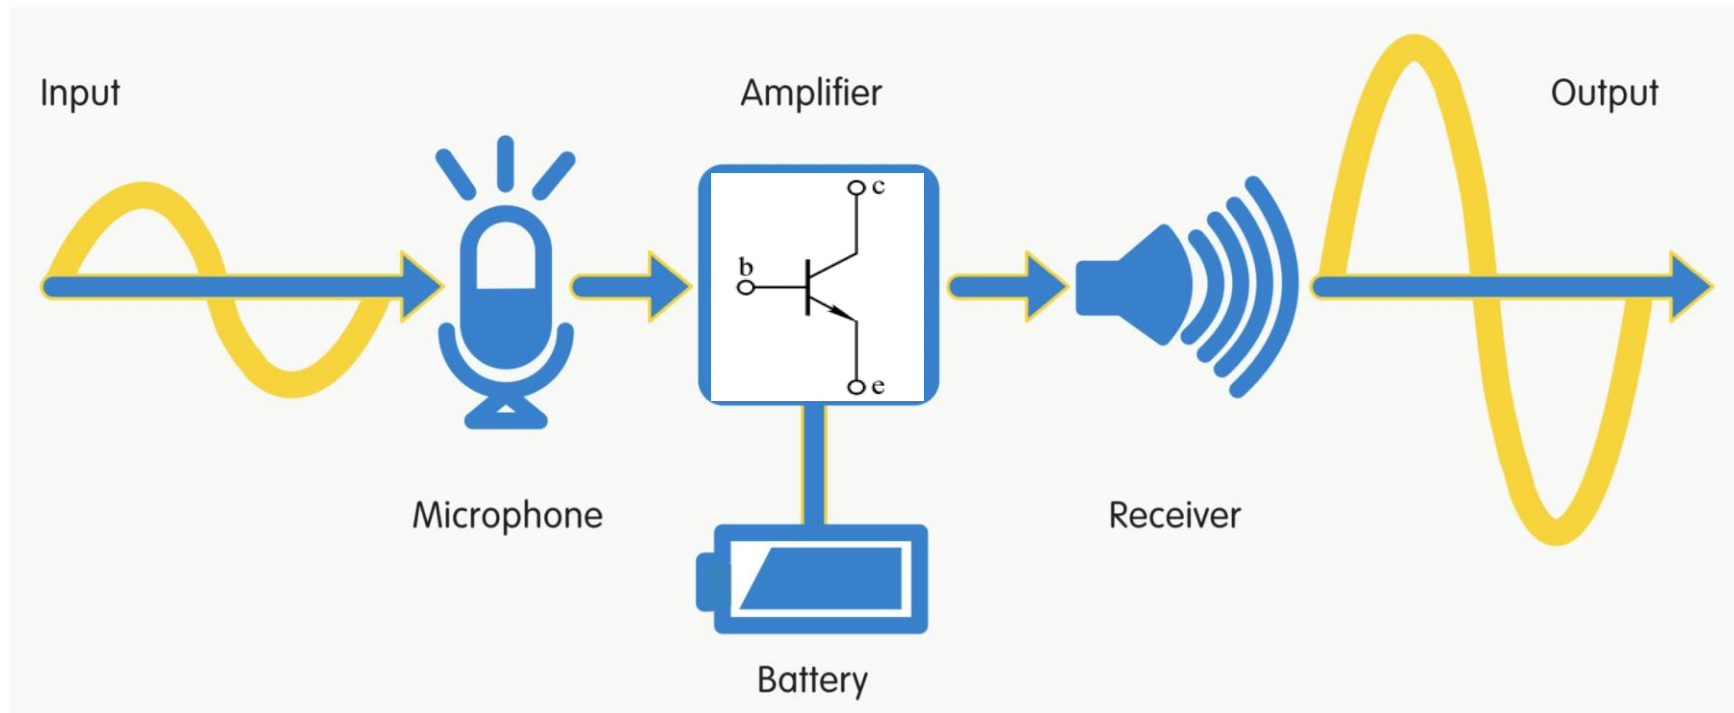 Input
Amplifier
Output
c
b
e
Microphone
Receiver
Battery